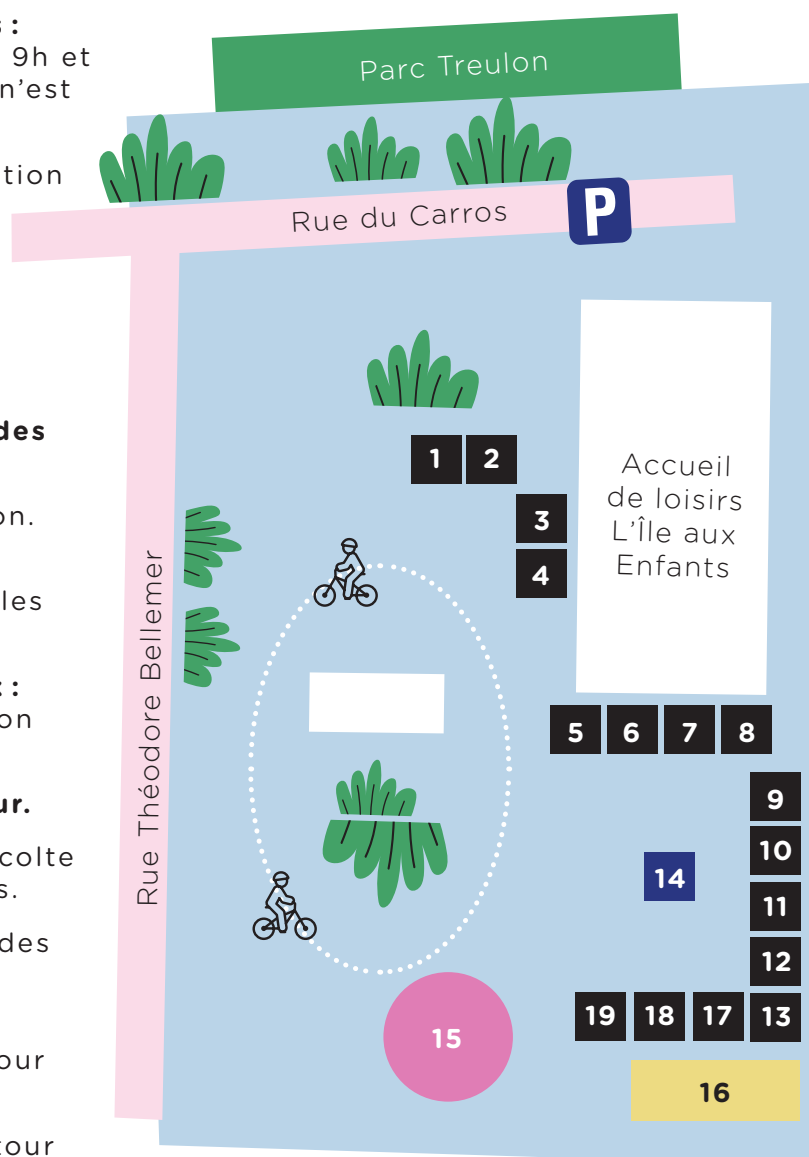 s :
9h et
n'est
tion
des
on.
les
t :
on
ur.
colte
s.
des
our
tour
Parc Treulon
Rue du Carros
P
Rue Théodore Bellemer
1 2
3
4
Accueil
de loisirs
L'Île aux
Enfants
5 6 7 8
9
10
14
11
12
19 18 17 13
15
16